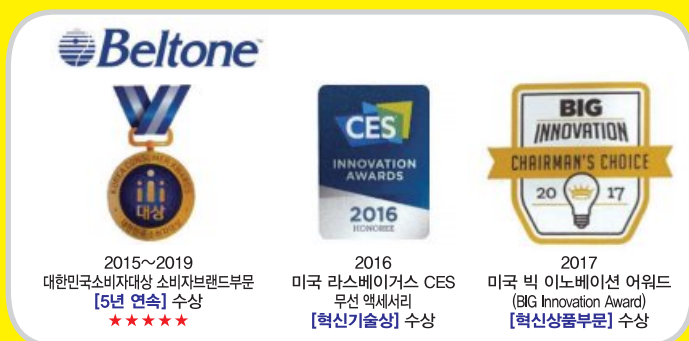 Beltone
KOREA CONSUMER AWARD
대상
2015~2019
대한민국소비자대상 소비자브랜드부문
[5년 연속] 수상
★★★★★
CES
INNOVATION
AWARDS
2016
HONOREE
2016
미국 라스베이거스 CES
무선 액세서리
[혁신기술상] 수상
BIG
INNOVATION
CHAIRMAN'S CHOICE
20 17
2017
미국 빅 이노베이션 어워드
(BIG Innovation Award)
[혁신상품부문] 수상